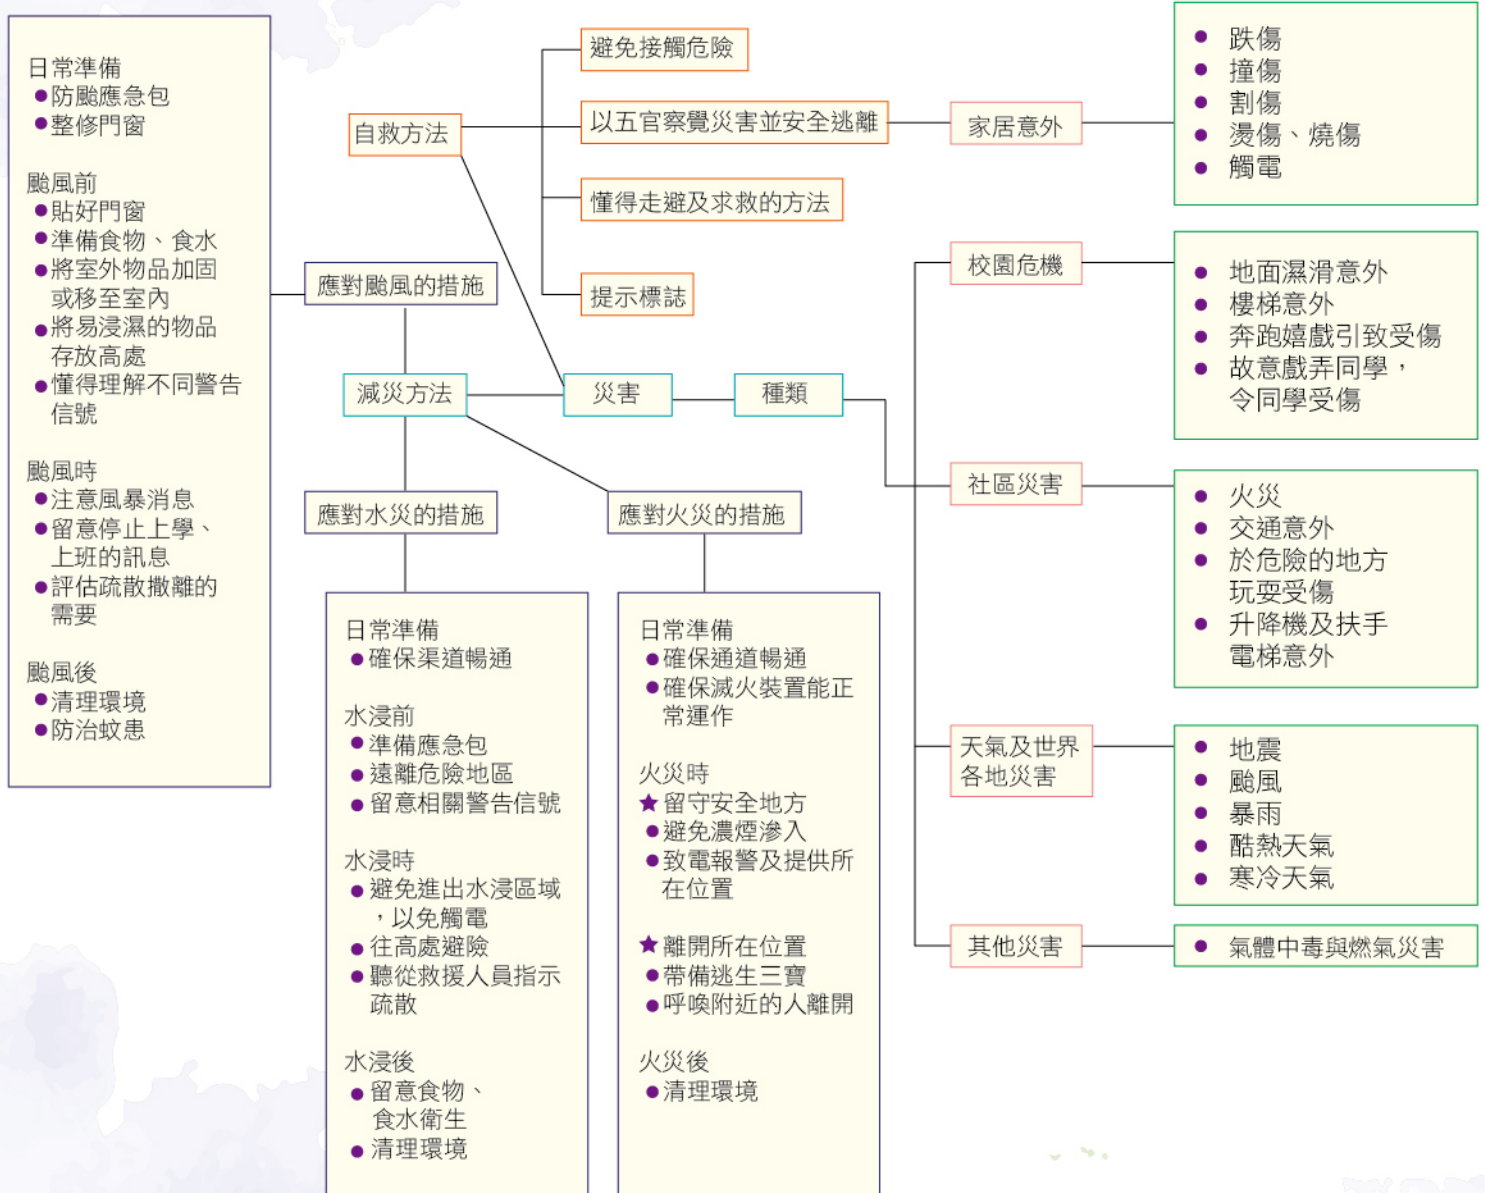 日常準備
●防颱應急包
●整修門窗
颱風前
●貼好門窗
●準備食物、食水
●將室外物品加固
或移至室內
●將易浸濕的物品
存放高處
●懂得理解不同警告
信號
颱風時
●注意風暴消息
●留意停止上學、
上班的訊息
●評估疏散撒離的
需要
颱風後
●清理環境
●防治蚊患
自救方法
避免接觸危險
以五官察覺災害並安全逃離
懂得走避及求救的方法
提示標誌
應對颱風的措施
減災方法
災害
種類
應對水災的措施
應對火災的措施
日常準備
●確保渠道暢通
水浸前
●準備應急包
●遠離危險地區
●留意相關警告信號
水浸時
●避免進出水浸區域
,以免觸電
●往高處避險
●聽從救援人員指示
疏散
水浸後
●留意食物、
食水衛生
●清理環境
日常準備
●確保通道暢通
●確保滅火裝置能正
常運作
火災時
★留守安全地方
●避免濃煙滲入
●致電報警及提供所
在位置
★離開所在位置
●帶備逃生三寶
●呼喚附近的人離開
火災後
●清理環境
家居意外
●跌傷
●撞傷
●割傷
●燙傷、燒傷
●觸電
校園危機
●地面濕滑意外
●樓梯意外
●奔跑嬉戲引致受傷
●故意戲弄同學,
令同學受傷
社區災害
●火災
●交通意外
●於危險的地方
玩耍受傷
●升降機及扶手
電梯意外
天氣及世界
各地災害
●地震
●颱風
●暴雨
●酷熱天氣
●寒冷天氣
其他災害
●氣體中毒與燃氣災害